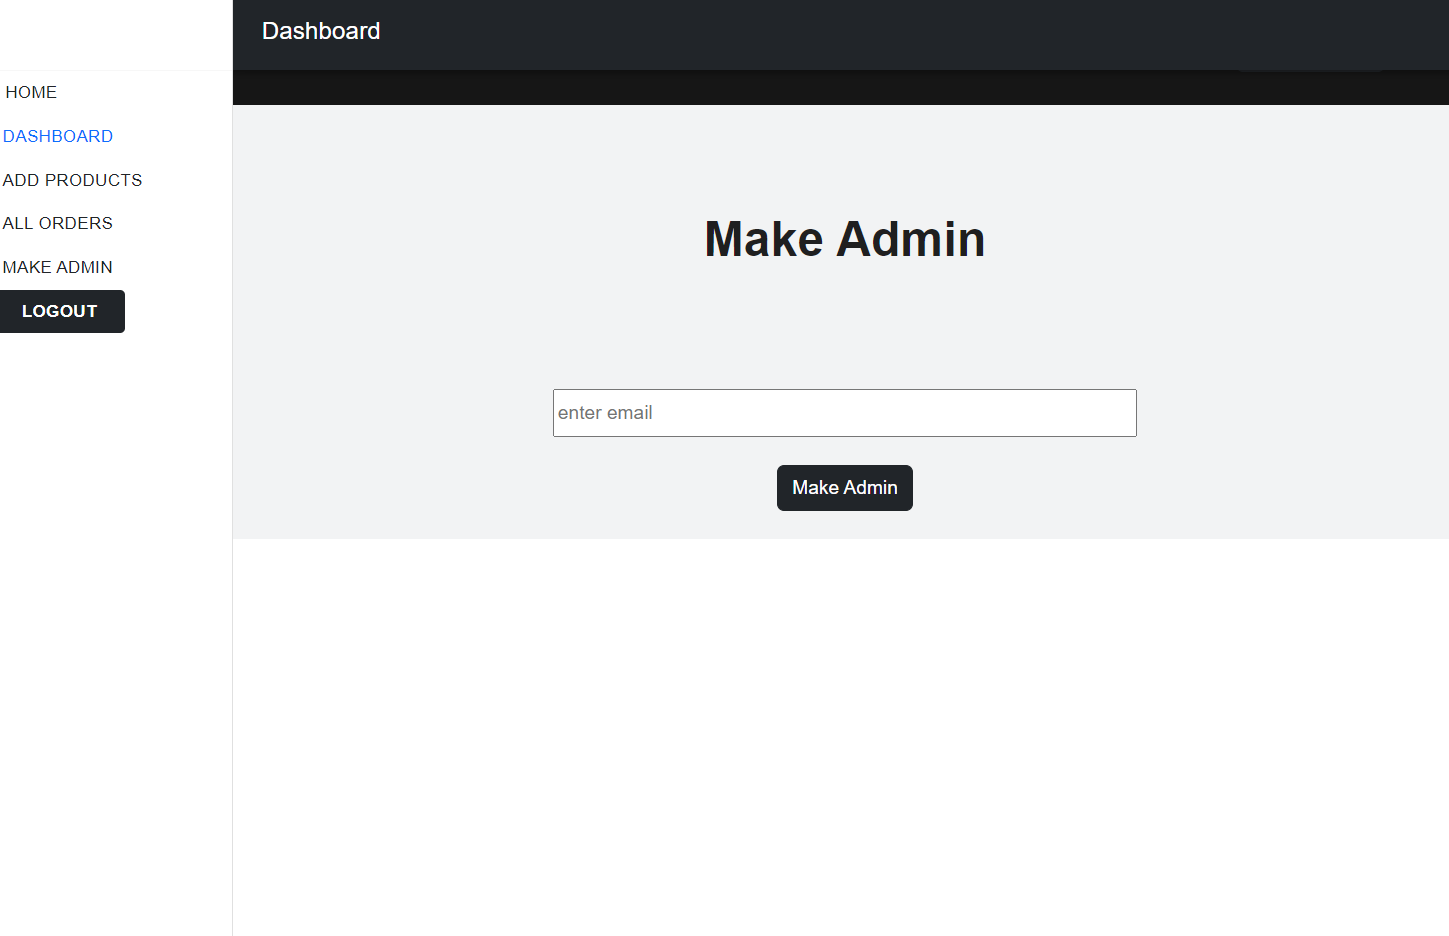 Dashboard
HOME
DASHBOARD
ADD PRODUCTS
ALL ORDERS
MAKE ADMIN
LOGOUT
Make Admin
enter email
Make Admin